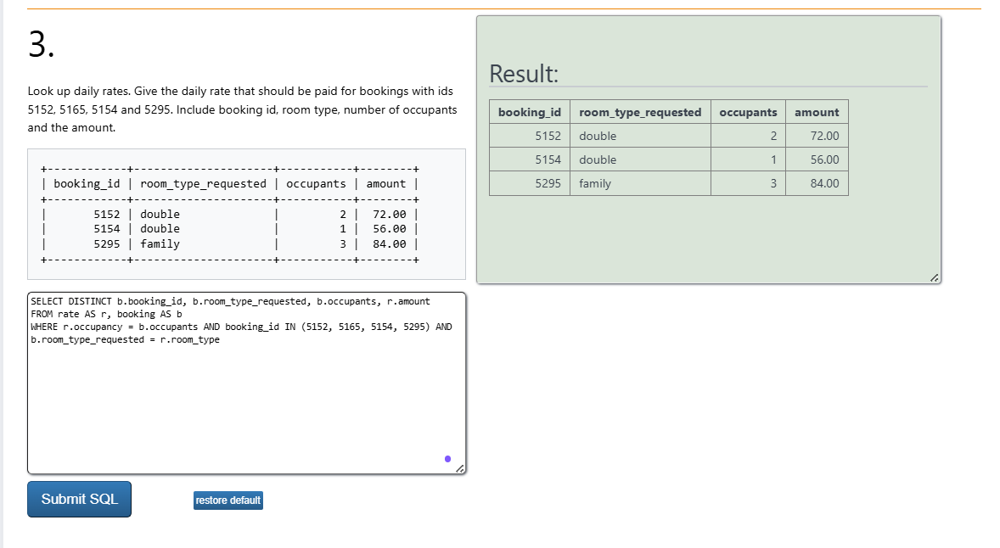 3.
Look up daily rates. Give the daily rate that should be paid for bookings with ids
5152, 5165, 5154 and 5295. Include booking id, room type, number of occupants
and the amount.
+------------+---------------------+-----------+--------+
| booking_id | room_type_requested | occupants | amount |
+------------+---------------------+-----------+--------+
|       5152 | double              |         2 |  72.00 |
|       5154 | double              |         1 |  56.00 |
|       5295 | family              |         3 |  84.00 |
+------------+---------------------+-----------+--------+
SELECT DISTINCT b.booking_id, b.room_type_requested, b.occupants, r.amount
FROM rate AS r, booking AS b
WHERE r.occupancy = b.occupants AND booking_id IN (5152, 5165, 5154, 5295) AND
b.room_type_requested = r.room_type
Submit SQL
restore default
Result:
booking_id room_type_requested occupants amount
5152 double 2 72.00
5154 double 1 56.00
5295 family 3 84.00